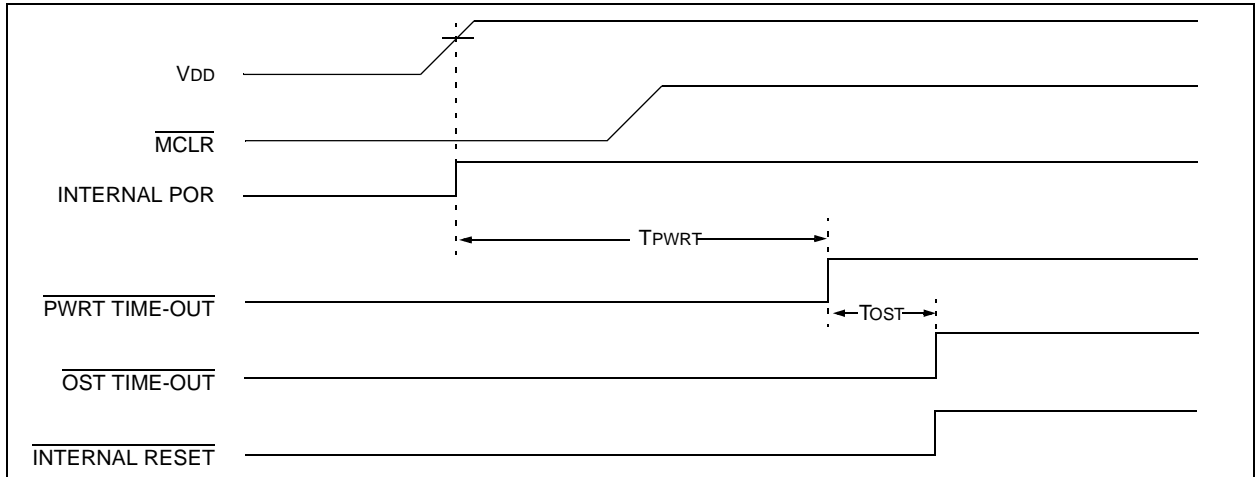 VDD
MCLR
INTERNAL POR
TPWRT
PWRT TIME-OUT
TOST
OST TIME-OUT
INTERNAL RESET